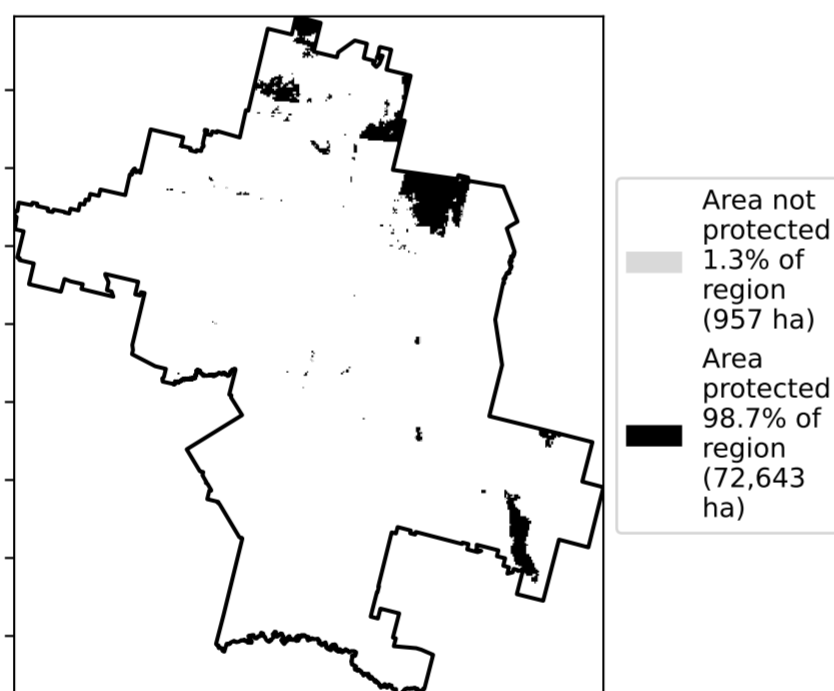 Area not
protected
1.3% of
region
(957 ha)
Area
protected
98.7% of
region
(72,643
ha)